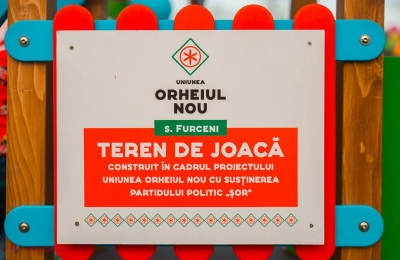 UNIUNEA
ORHEIUL
NOU
S. FURCENI
TEREN DE JOACĂ
CONSTRUIT ÎN CADRUL PROIECTULUI
UNIUNEA ORHEIUL NOU CU SUSȚINEREA
PARTIDULUI POLITIC „ȘOR”